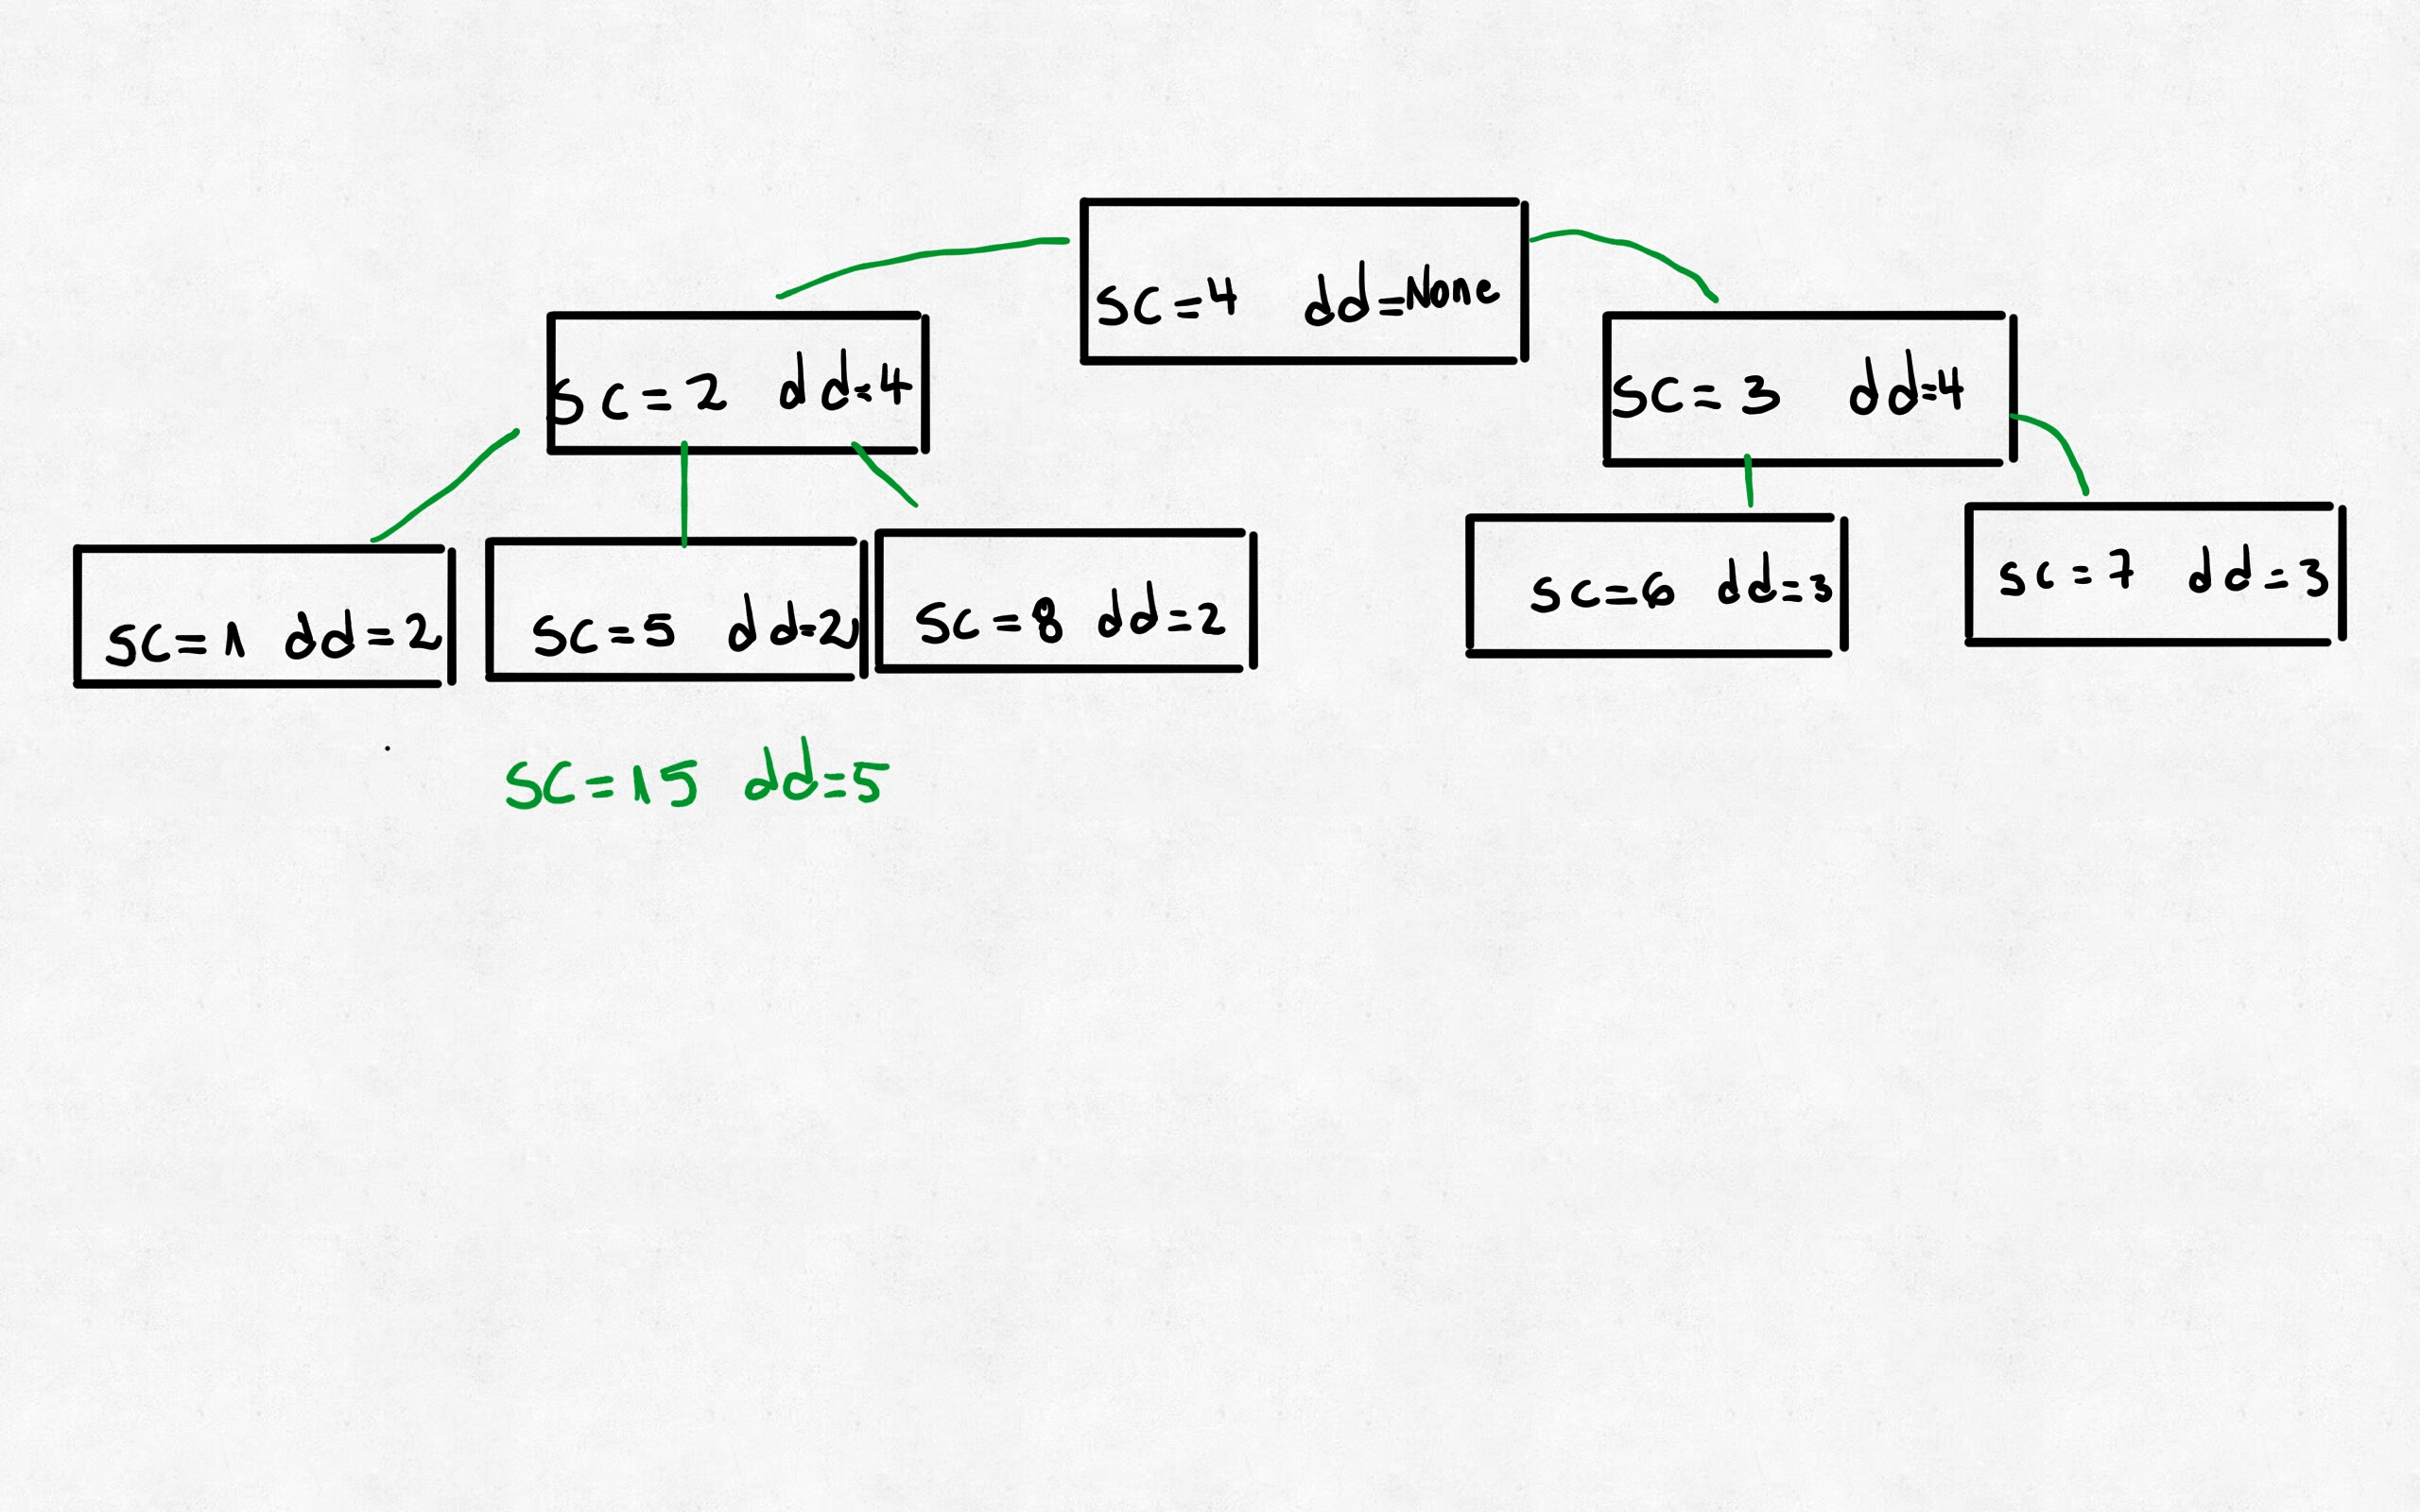 sc=4 dd=None
sc=2 dd=4
sc=3 dd=4
sc=1 dd=2
sc=5 dd=2
sc=8 dd=2
sc=6 dd=3
sc=7 dd=3
sc=15 dd=5